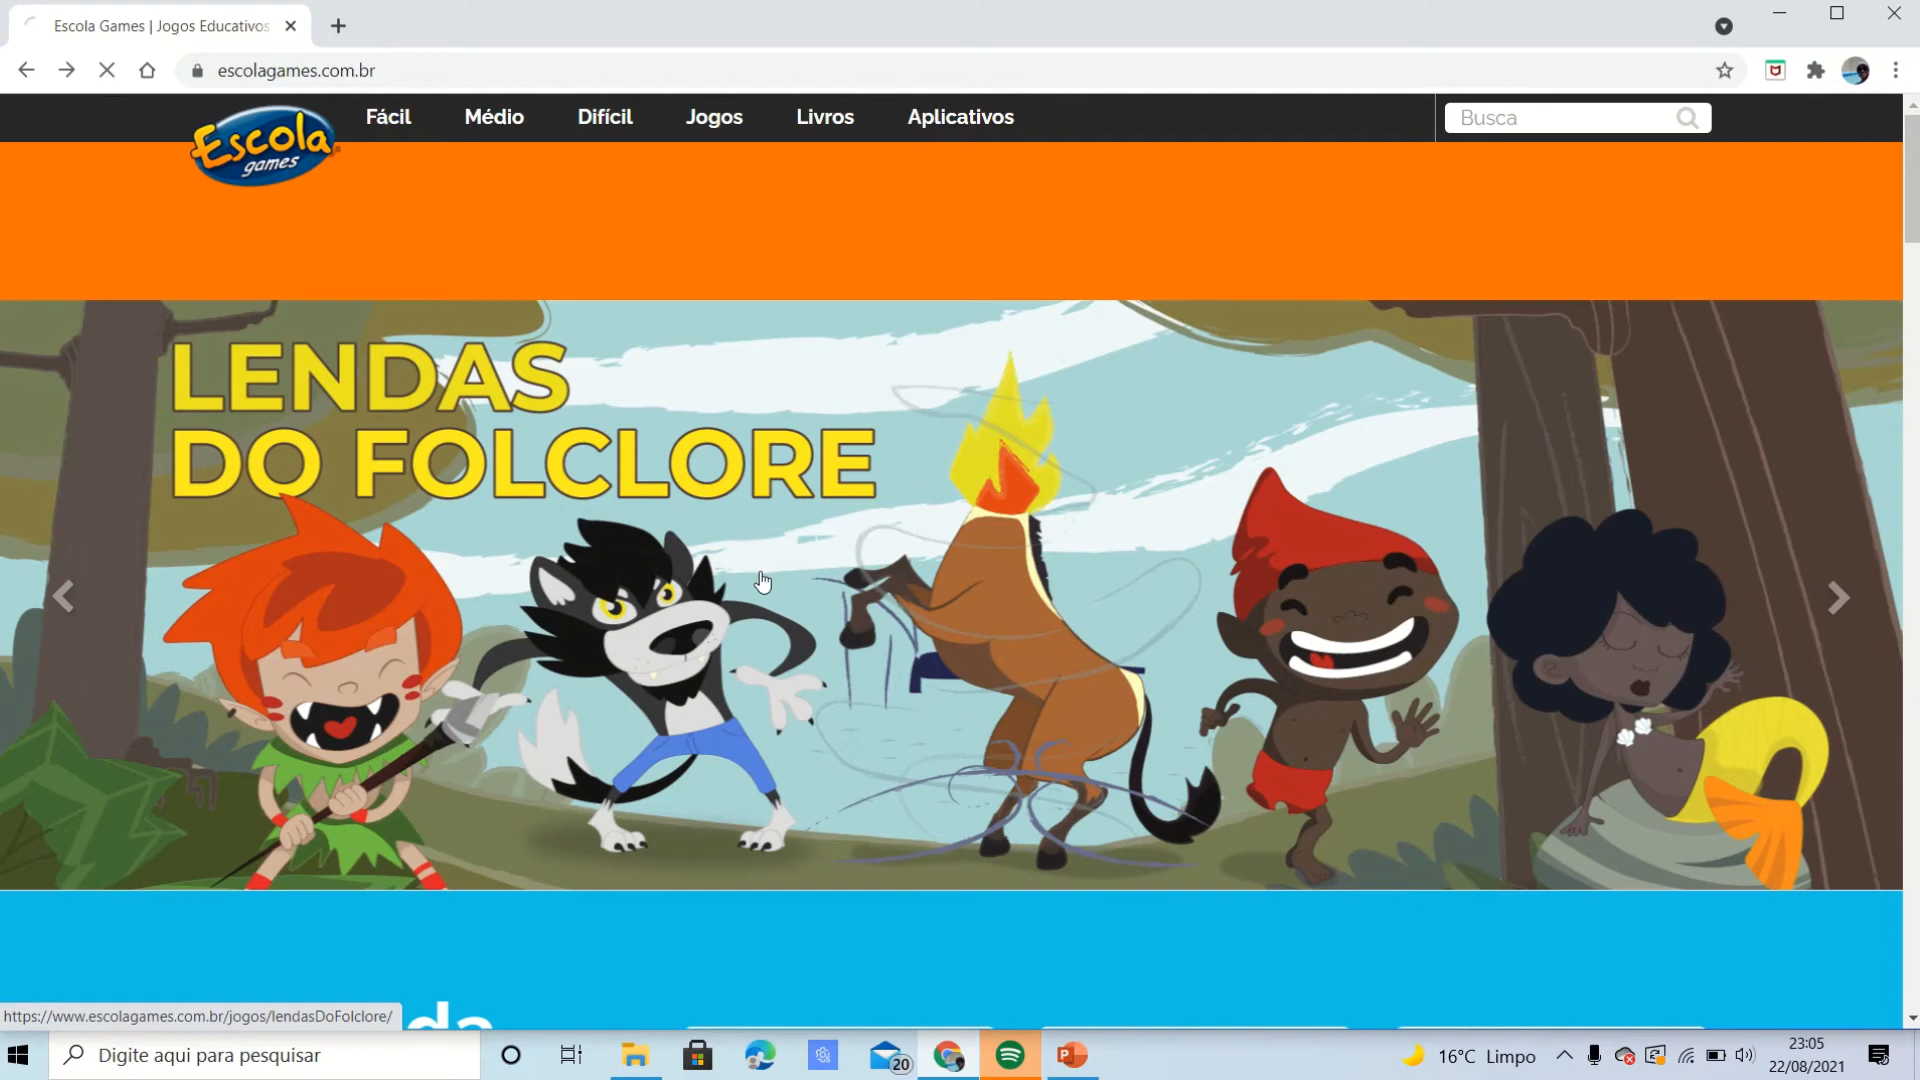 Escola Games | Jogos Educativos
escolagames.com.br
Escola
games
Fácil Médio Difícil Jogos Livros Aplicativos
Busca
LENDAS
DO FOLCLORE
https://www.escolagames.com.br/jogos/lendasDoFolclore/
Digite aqui para pesquisar
20
16°C Limpo
23:05
22/08/2021